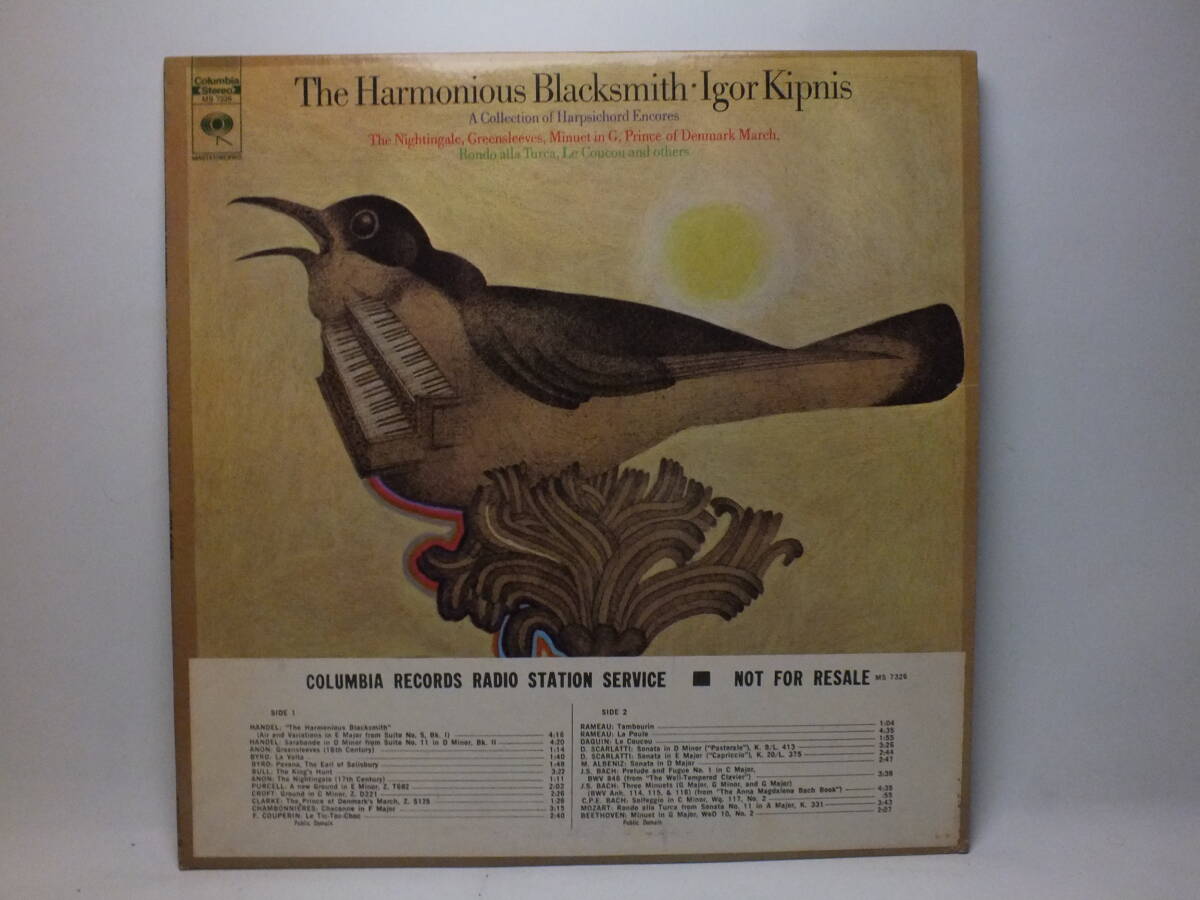 Columbia
Stereo
MS 7326
MASTERWORKS
The Harmonious Blacksmith · Igor Kipnis
A Collection of Harpsichord Encores
The Nightingale, Greensleeves, Minuet in G, Prince of Denmark March,
Rondo alla Turca, Le Coucou and others
COLUMBIA RECORDS RADIO STATION SERVICE ■ NOT FOR RESALE MS 7326
SIDE 1
HANDEL: "The Harmonious Blacksmith"
(Air and Variations in E Major from Suite No. 5, Bk. I) 4:16
HANDEL: Sarabande in D Minor from Suite No. 11 in D Minor, Bk. II 4:20
ANON: Greensleeves (18th Century) 1:14
BYRD: La Volta 1:40
BYRD: Pavana, The Earl of Salisbury 1:48
BULL: The King's Hunt 3:22
ANON: The Nightingale (17th Century) 1:11
PURCELL: A new Ground in E Minor, Z. T682 2:02
CROFT: Ground in C Minor, Z. D221 2:26
CLARKE: The Prince of Denmark's March, Z. S125 1:26
CHAMBONNIÈRES: Chaconne in F Major 3:15
F. COUPERIN: Le Tic-Toc-Choc 2:40
Public Domain
SIDE 2
RAMEAU: Tambourin 1:04
RAMEAU: La Poule 4:35
DAQUIN: Le Coucou 1:55
D. SCARLATTI: Sonata in D Minor ("Pastorale"), K. 9/L. 413 3:26
D. SCARLATTI: Sonata in E Major ("Capriccio"), K. 20/L. 375 2:44
M. ALBENIZ: Sonata in D Major 2:47
J.S. BACH: Prelude and Fugue No. 1 in C Major,
BWV 846 (from "The Well-Tempered Clavier") 3:38
J.S. BACH: Three Minuets (G Major, G Minor, and G Major)
(BWV Anh. 114, 115, & 116) (from "The Anna Magdalena Bach Book") 4:38
C.P.E. BACH: Solfeggio in C Minor, Wq. 117, No. 2 :55
MOZART: Rondo alla Turca from Sonata No. 11 in A Major, K. 331 3:43
BEETHOVEN: Minuet in G Major, WoO 10, No. 2 2:07
Public Domain